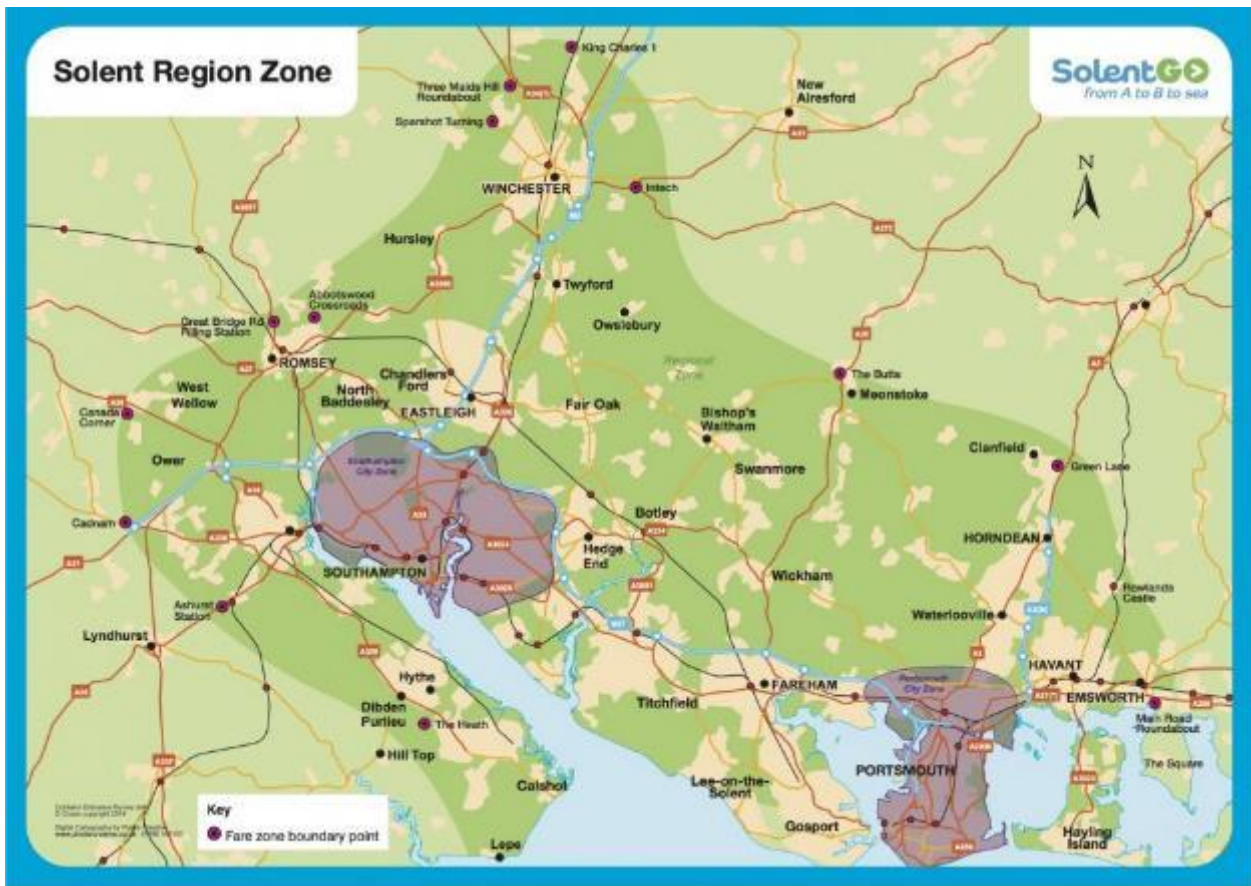 Solent Region Zone
SolentGO
from A to B to sea
King Charles 1
Three Maids Hill
Roundabout
Sparshot Turning
New
Alresford
WINCHESTER
Intech
N
Hursley
Twyford
Owslebury
Abbotswood
Crossroads
Great Bridge Rd
Filling Station
ROMSEY
West
Wellow
North
Baddesley
Chandlers
Ford
EASTLEIGH
Fair Oak
Regional
Zone
The Butts
Meonstoke
Canada
Corner
Bishop's
Waltham
Swanmore
Clanfield
Green Lane
Ower
Southampton
City Zone
Cadnam
Botley
Hedge
End
HORNDEAN
SOUTHAMPTON
Wickham
Rowlands
Castle
Ashurst
Station
Waterlooville
Lyndhurst
Hythe
Dibden
Purlieu
The Heath
Hill Top
Titchfield
FAREHAM
Portsmouth
City Zone
HAVANT
EMSWORTH
Main Road
Roundabout
The Square
Calshot
Lee-on-the-
Solent
PORTSMOUTH
Gosport
Hayling
Island
Lepe
Key
Fare zone boundary point